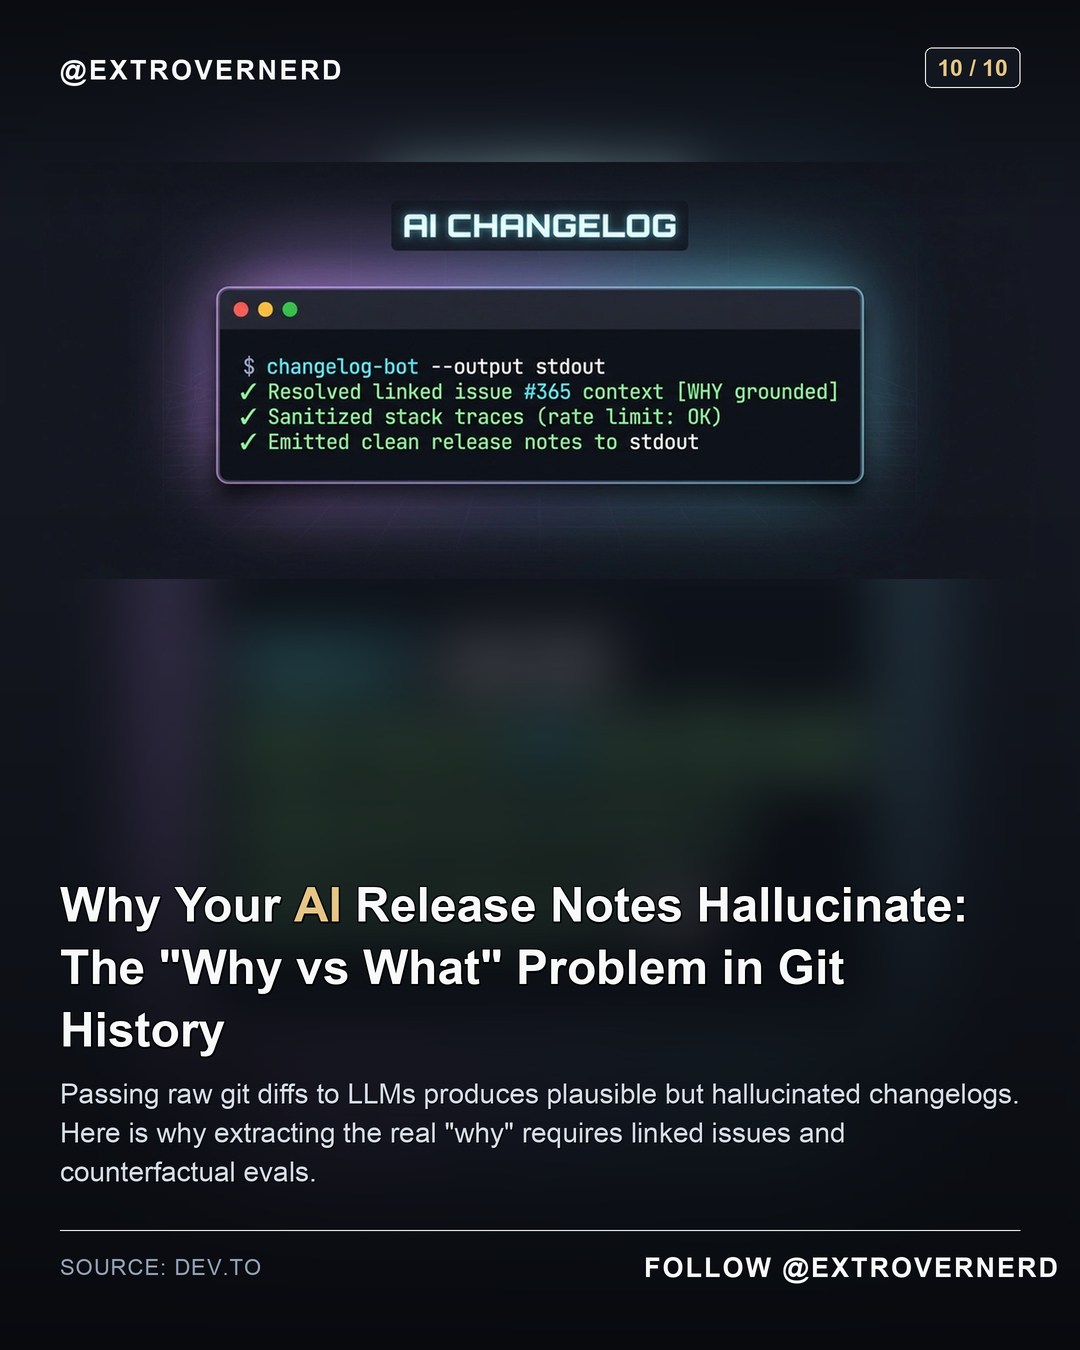 @EXTROVERNERD
10 / 10
AI CHANGELOG
$ changelog-bot --output stdout
✓ Resolved linked issue #365 context [WHY grounded]
✓ Sanitized stack traces (rate limit: OK)
✓ Emitted clean release notes to stdout
Why Your AI Release Notes Hallucinate:
The "Why vs What" Problem in Git
History
Passing raw git diffs to LLMs produces plausible but hallucinated changelogs.
Here is why extracting the real "why" requires linked issues and
counterfactual evals.
SOURCE: DEV.TO
FOLLOW @EXTROVERNERD